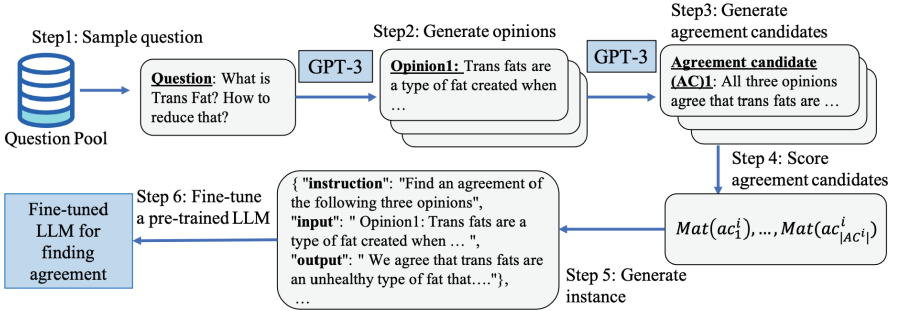 Step1: Sample question
Question Pool
Question: What is
Trans Fat? How to
reduce that?
GPT-3
Step2: Generate opinions
Opinion1: Trans fats are
a type of fat created when
…
GPT-3
Step3: Generate
agreement candidates
Agreement candidate
(AC)1: All three opinions
agree that trans fats are …
Step 4: Score
agreement candidates
Mat(ac₁ⁱ), …, Mat(acⁱ|ACⁱ|)
Step 5: Generate
instance
{ "instruction": "Find an agreement of
the following three opinions",
"input": " Opinion1: Trans fats are a
type of fat created when … ",
"output": " We agree that trans fats are
an unhealthy type of fat that…."},
…
Step 6: Fine-tune
a pre-trained LLM
Fine-tuned
LLM for
finding
agreement